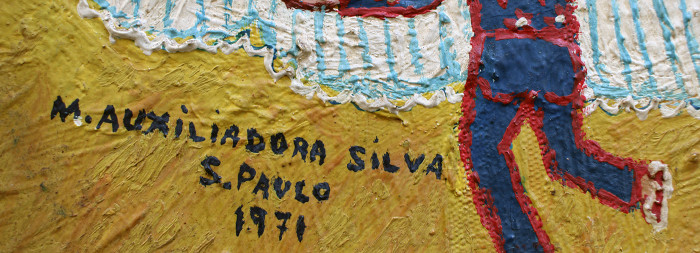 M. AUXiLiADORA SiLVA
S. PAULO
1971